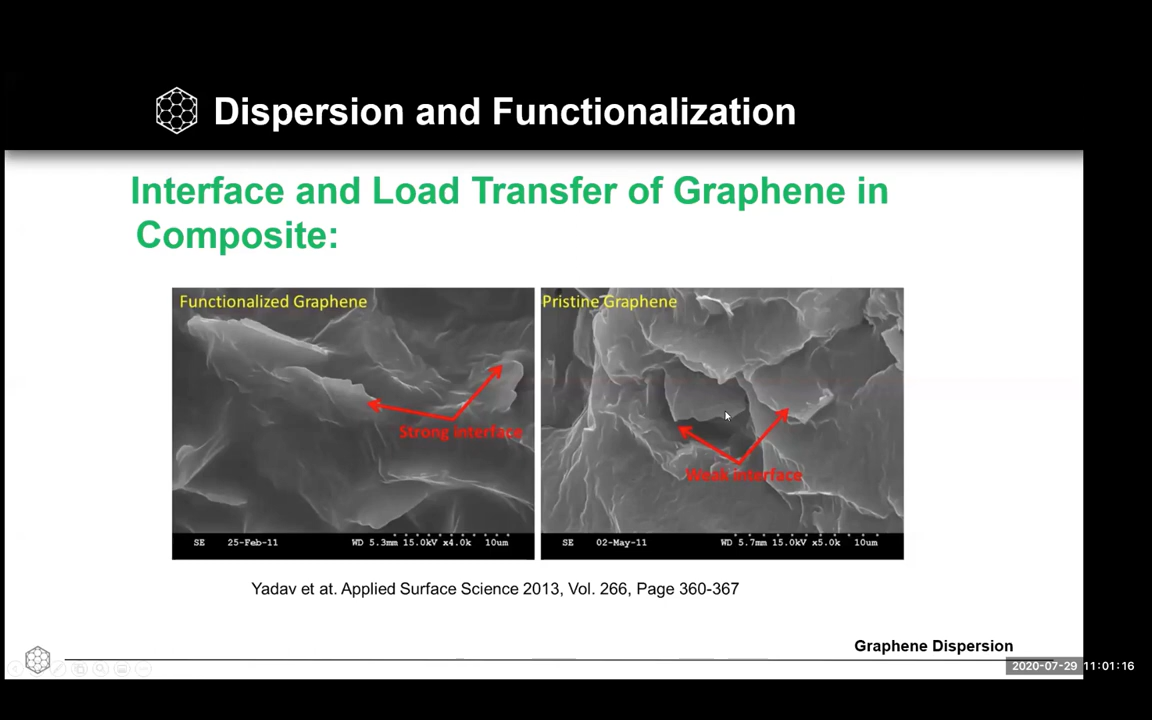 Dispersion and Functionalization
Interface and Load Transfer of Graphene in
Composite:
Functionalized Graphene
Strong interface
SE 25-Feb-11 WD 5.3mm 15.0kV x4.0k 10um
Pristine Graphene
Weak interface
SE 02-May-11 WD 5.7mm 15.0kV x5.0k 10um
Yadav et at. Applied Surface Science 2013, Vol. 266, Page 360-367
Graphene Dispersion
2020-07-29 11:01:16